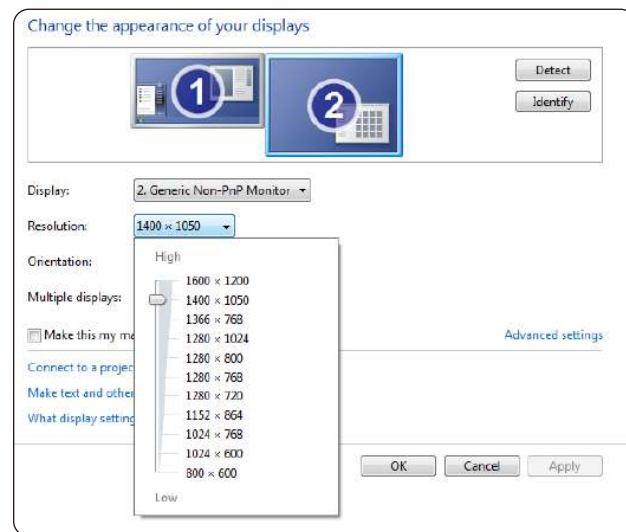 Change the appearance of your displays
1
2
Detect
Identify
Display:
2. Generic Non-PnP Monitor
Resolution:
1400 × 1050
Orientation:
High
1600 × 1200
Multiple displays:
1400 × 1050
1366 × 768
Make this my ma
1280 × 1024
Advanced settings
1280 × 800
Connect to a projec
1280 × 768
Make text and other
1280 × 720
What display setting
1152 × 864
1024 × 768
1024 × 600
OK
Cancel
Apply
800 × 600
Low